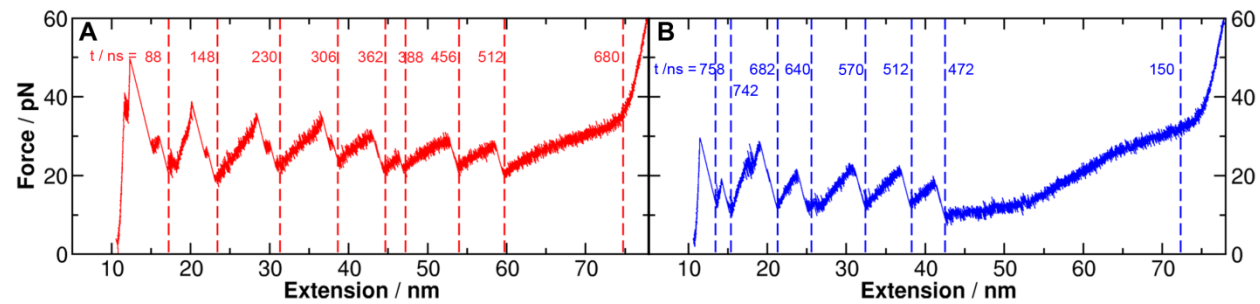 60
40
20
0
Force / pN
A
t / ns = 88 148 230 306 362 388 456 512 680
10 20 30 40 50 60 70
Extension / nm
B
t /ns = 758 682 640 570 512 472 150
742
60
40
20
0
10 20 30 40 50 60 70
Extension / nm